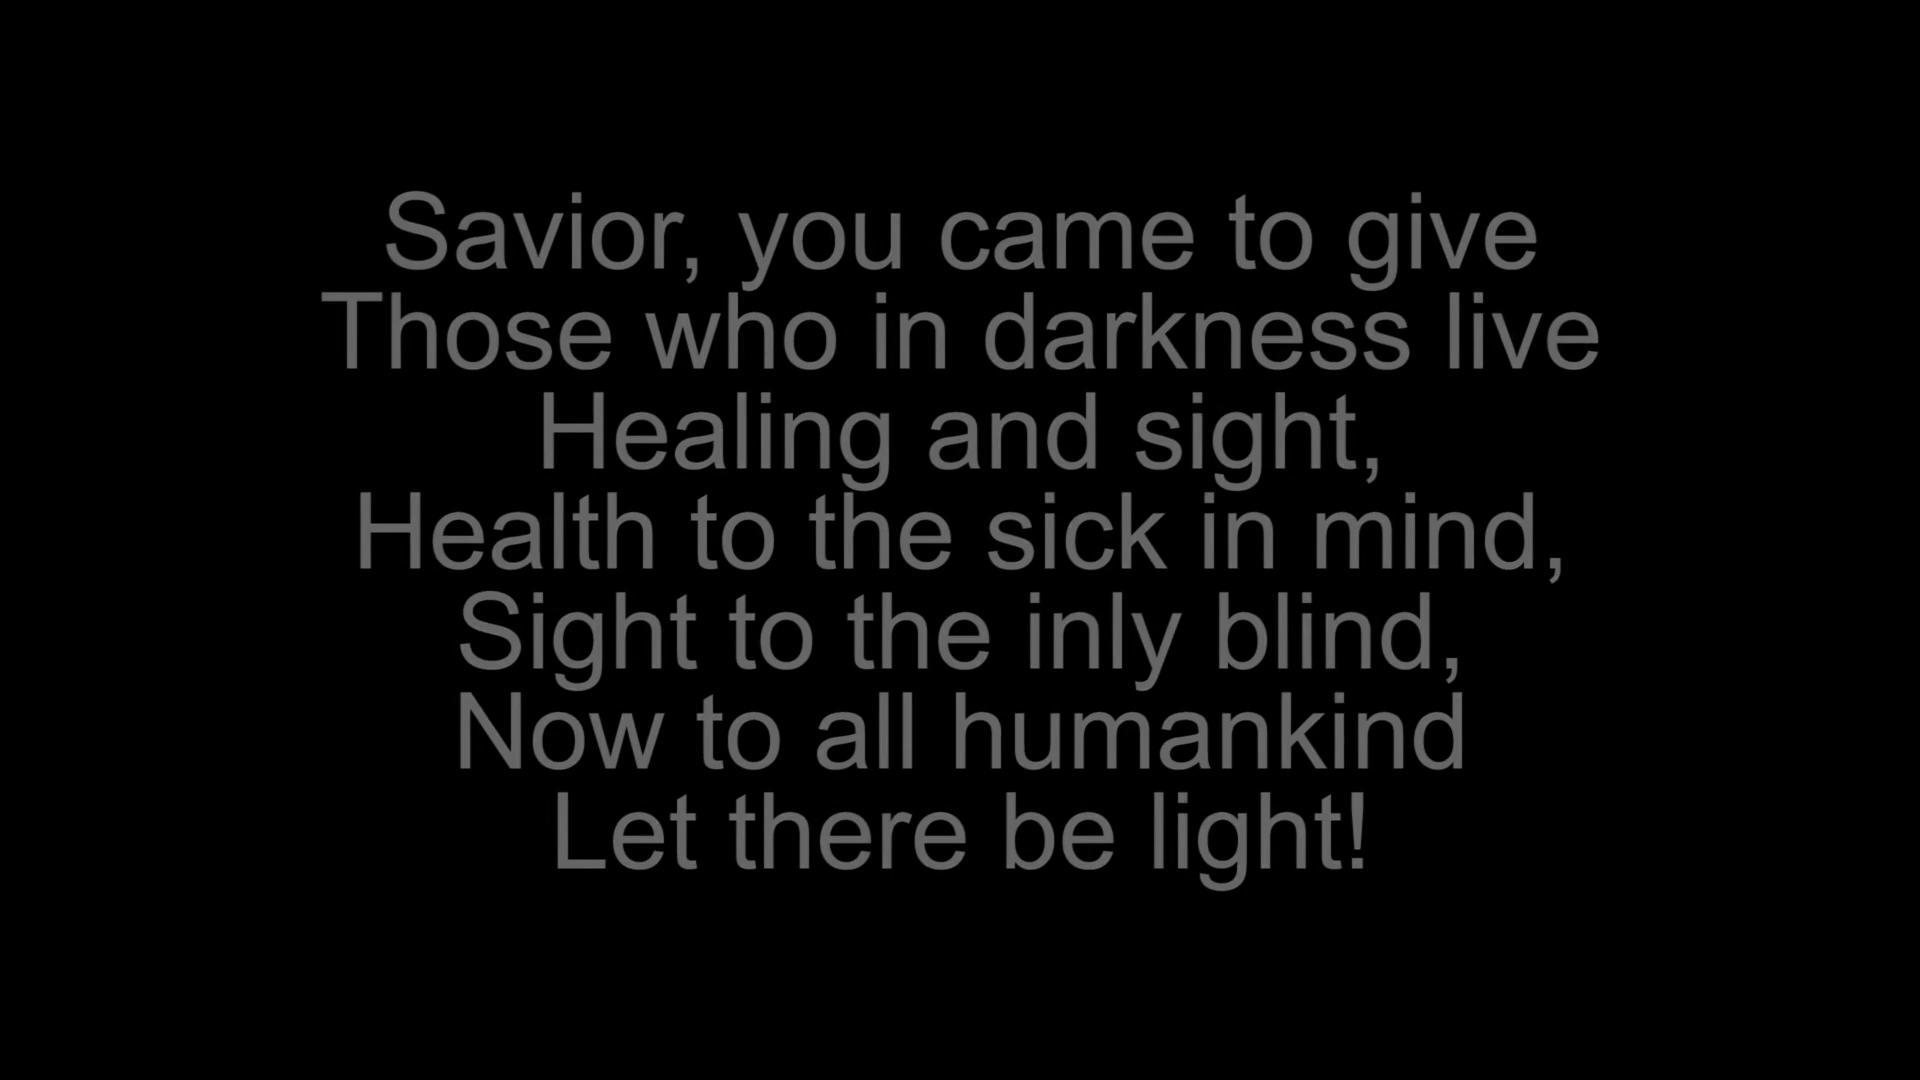 Savior, you came to give
Those who in darkness live
Healing and sight,
Health to the sick in mind,
Sight to the inly blind,
Now to all humankind
Let there be light!